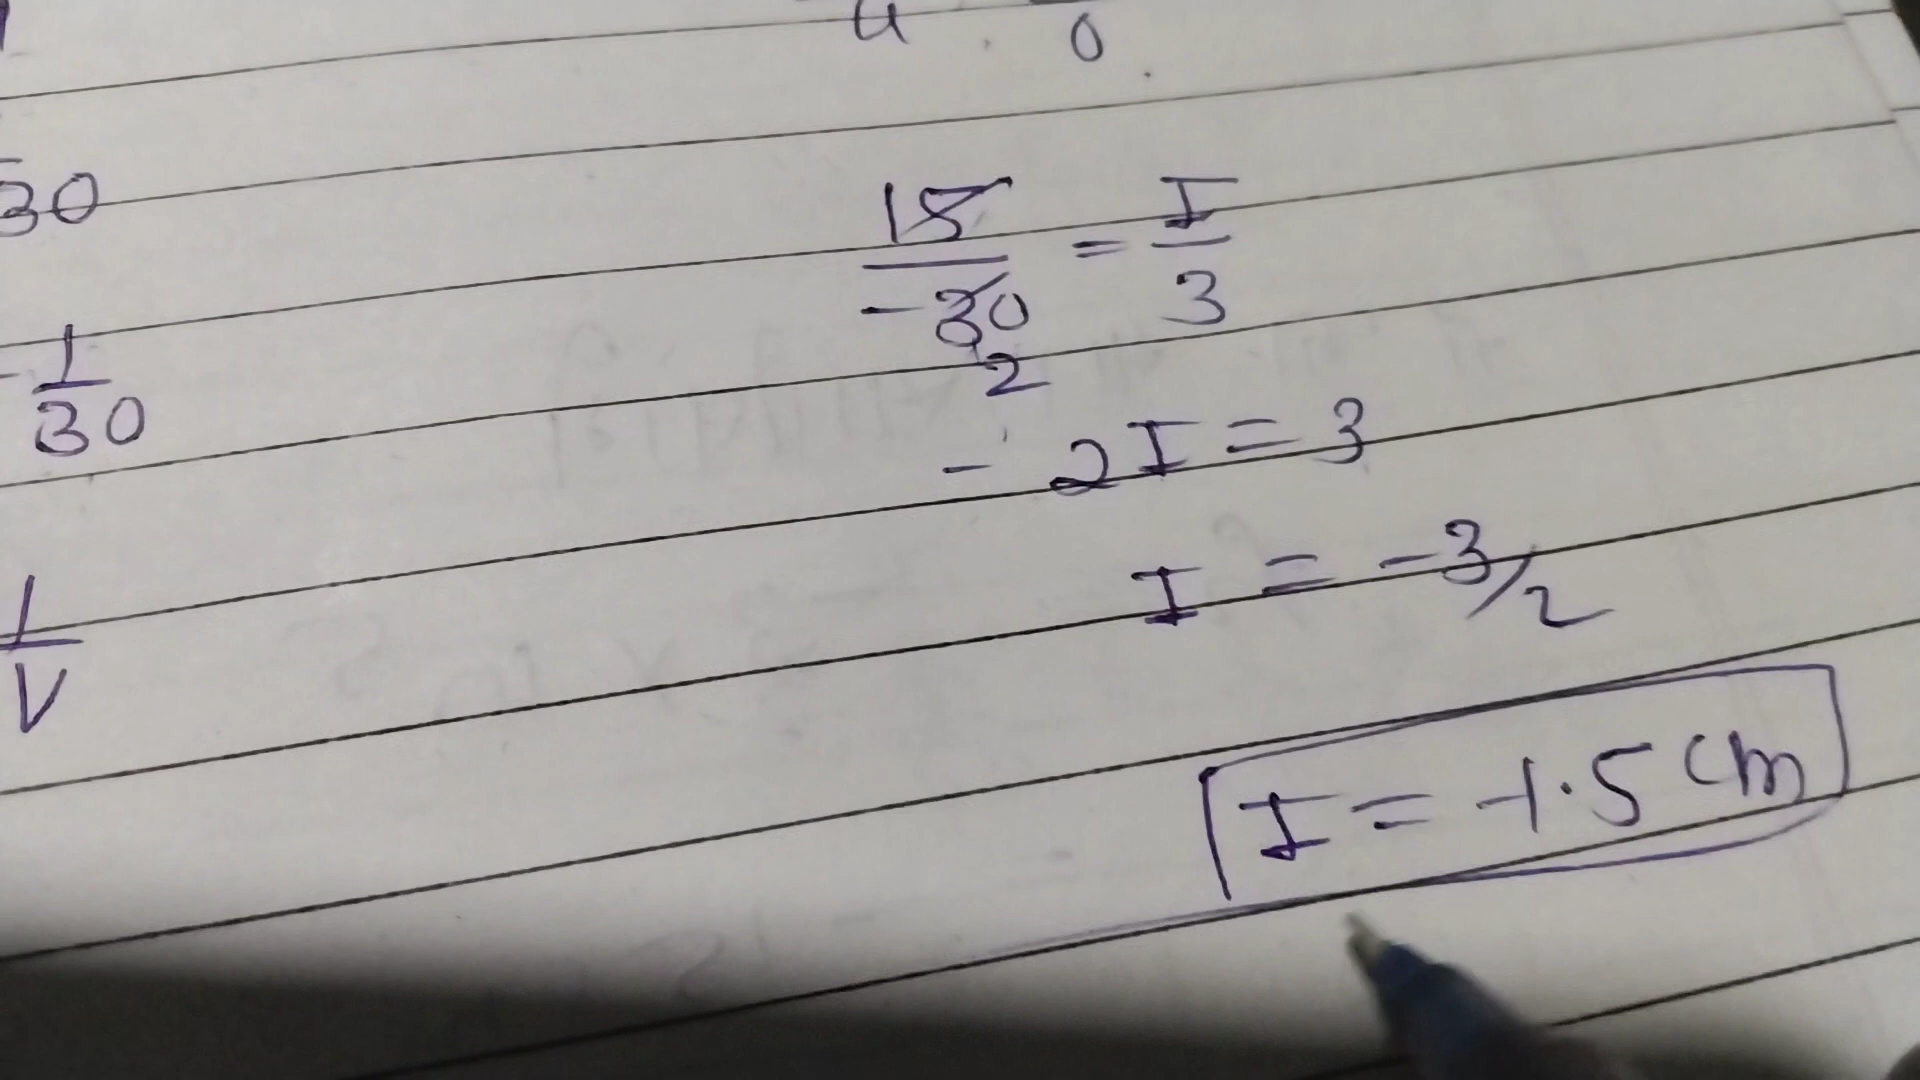 u 0
30
15/-30 = I/3
2
-1/30
- 2I = 3
I = -3/2
1/V
I = -1.5 cm